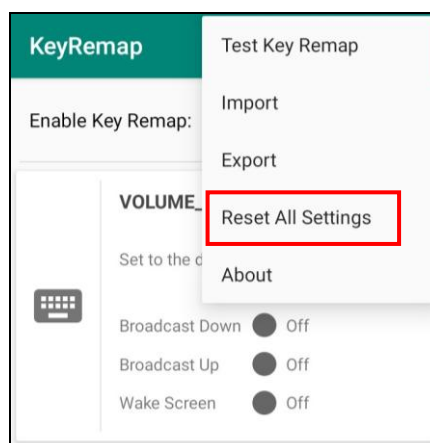 KeyRemap
Test Key Remap
Import
Enable Key Remap:
Export
VOLUME_
Reset All Settings
Set to the
About
Broadcast Down Off
Broadcast Up Off
Wake Screen Off